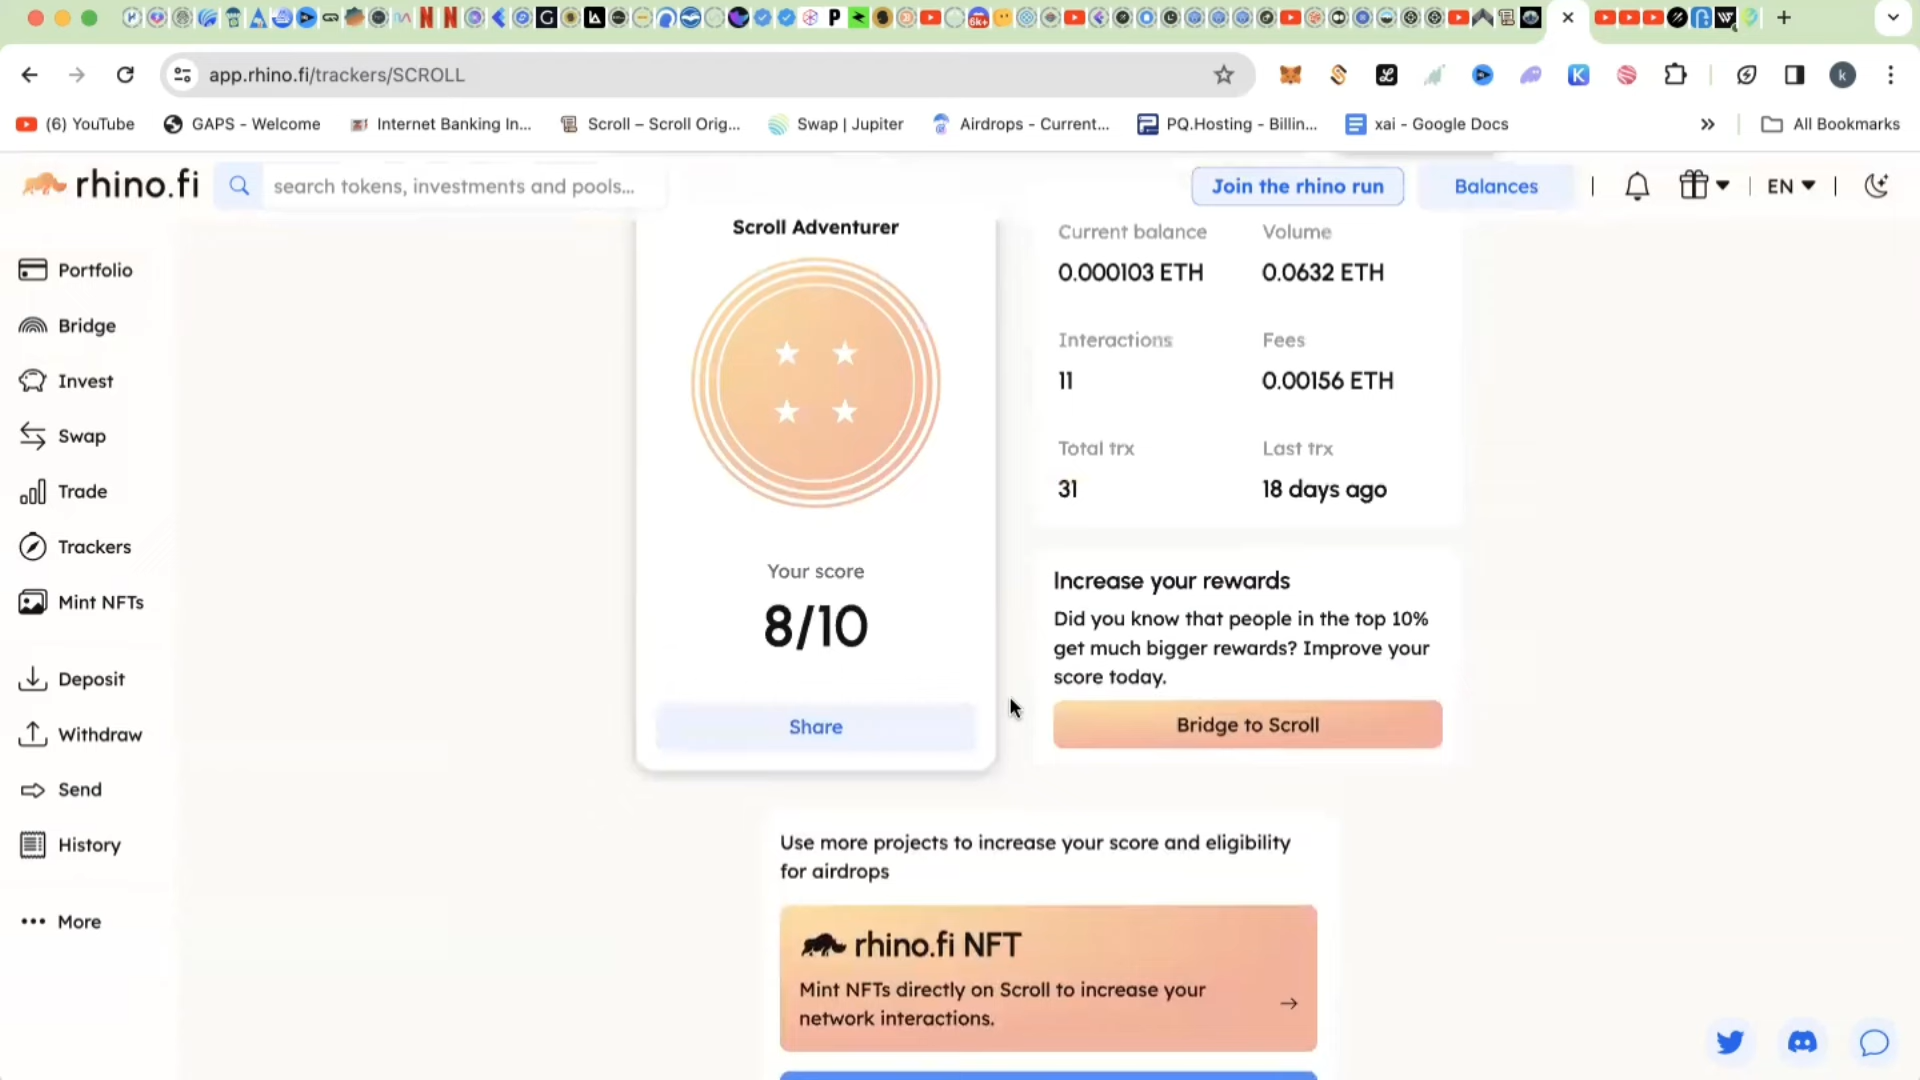 app.rhino.fi/trackers/SCROLL
(6) YouTube
GAPS - Welcome
Internet Banking In...
Scroll – Scroll Orig...
Swap | Jupiter
Airdrops - Current...
PQ.Hosting - Billin...
xai - Google Docs
All Bookmarks
rhino.fi
search tokens, investments and pools...
Join the rhino run
Balances
EN
Portfolio
Bridge
Invest
Swap
Trade
Trackers
Mint NFTs
Deposit
Withdraw
Send
History
More
Scroll Adventurer
Your score
8/10
Share
Current balance
Volume
0.000103 ETH
0.0632 ETH
Interactions
Fees
11
0.00156 ETH
Total trx
Last trx
31
18 days ago
Increase your rewards
Did you know that people in the top 10%
get much bigger rewards? Improve your
score today.
Bridge to Scroll
Use more projects to increase your score and eligibility
for airdrops
rhino.fi NFT
Mint NFTs directly on Scroll to increase your
network interactions.